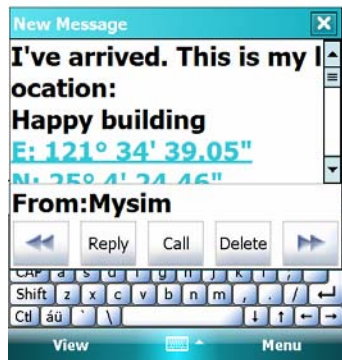 New Message
I've arrived. This is my l
ocation:
Happy building
E: 121° 34' 39.05"
N: 25° 4' 24.46"
From:Mysim
Reply Call Delete
CAP a s d f g h j k l ; '
Shift z x c v b n m , . /
Ctl áü ` \
View Menu